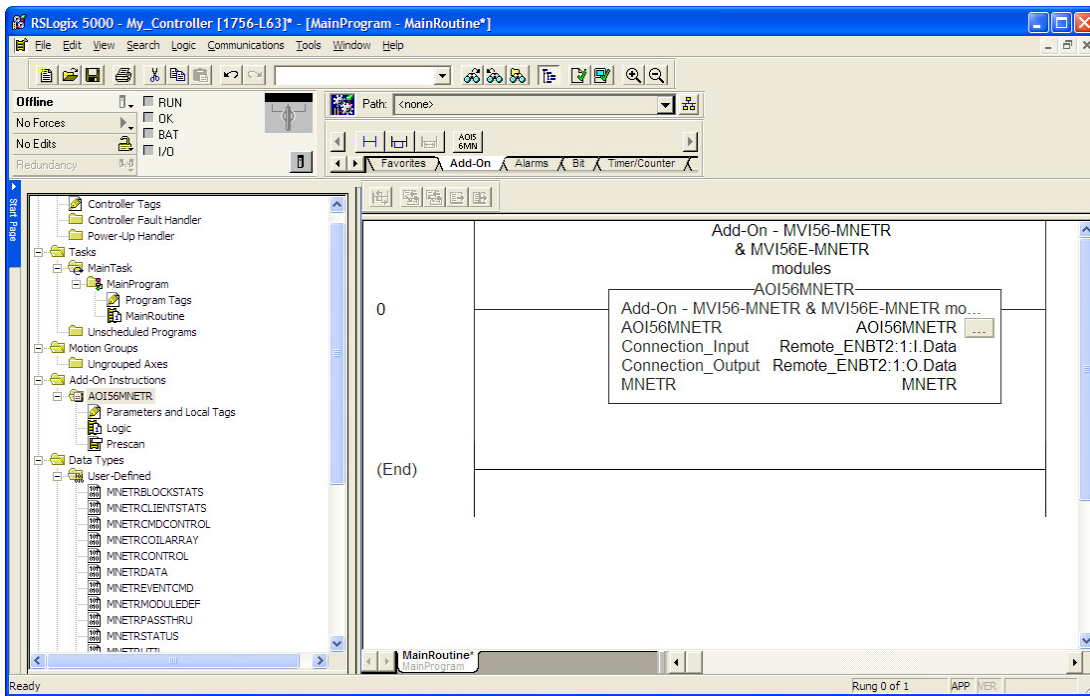 RSLogix 5000 - My_Controller [1756-L63]* - [MainProgram - MainRoutine*]
File Edit View Search Logic Communications Tools Window Help
Offline
RUN
No Forces
OK
No Edits
BAT
Redundancy
I/O
Path: <none>
AOI5
6MN
Favorites Add-On Alarms Bit Timer/Counter
Start Page
Controller Tags
Controller Fault Handler
Power-Up Handler
Tasks
MainTask
MainProgram
Program Tags
MainRoutine
Unscheduled Programs
Motion Groups
Ungrouped Axes
Add-On Instructions
AOI56MNETR
Parameters and Local Tags
Logic
Prescan
Data Types
User-Defined
MNETRBLOCKSTATS
MNETRCLIENTSTATS
MNETRCMDCONTROL
MNETRCOILARRAY
MNETRCONTROL
MNETRDATA
MNETREVENTCMD
MNETRMODULEDEF
MNETRPASSTHRU
MNETRSTATUS
MNETRUTIL
Add-On - MVI56-MNETR
& MVI56E-MNETR
modules
AOI56MNETR
0
Add-On - MVI56-MNETR & MVI56E-MNETR mo...
AOI56MNETR AOI56MNETR ...
Connection_Input Remote_ENBT2:1:I.Data
Connection_Output Remote_ENBT2:1:O.Data
MNETR MNETR
(End)
MainRoutine*
MainProgram
Ready
Rung 0 of 1
APP
VER